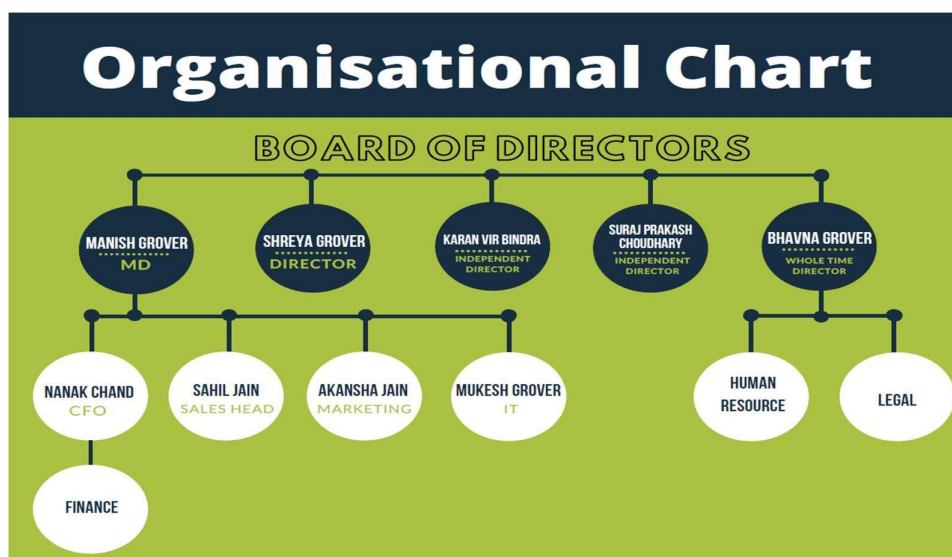 Organisational Chart
BOARD OF DIRECTORS
MANISH GROVER
MD
SHREYA GROVER
DIRECTOR
KARAN VIR BINDRA
INDEPENDENT
DIRECTOR
SURAJ PRAKASH
CHOUDHARY
INDEPENDENT
DIRECTOR
BHAVNA GROVER
WHOLE TIME
DIRECTOR
NANAK CHAND
CFO
SAHIL JAIN
SALES HEAD
AKANSHA JAIN
MARKETING
MUKESH GROVER
IT
HUMAN
RESOURCE
LEGAL
FINANCE